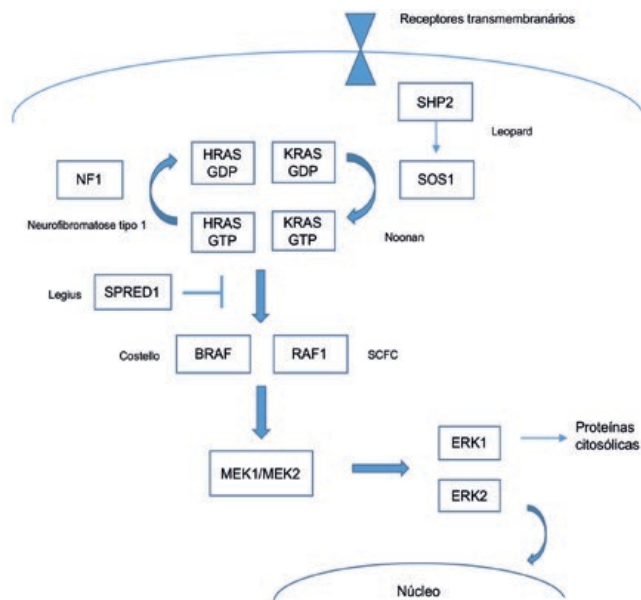 Receptores transmembranários
SHP2
Leopard
HRAS
GDP
KRAS
GDP
NF1
SOS1
Neurofibromatose tipo 1
HRAS
GTP
KRAS
GTP
Noonan
Legius
SPRED1
Costello
BRAF
RAF1
SCFC
MEK1/MEK2
ERK1
Proteínas
citosólicas
ERK2
Núcleo